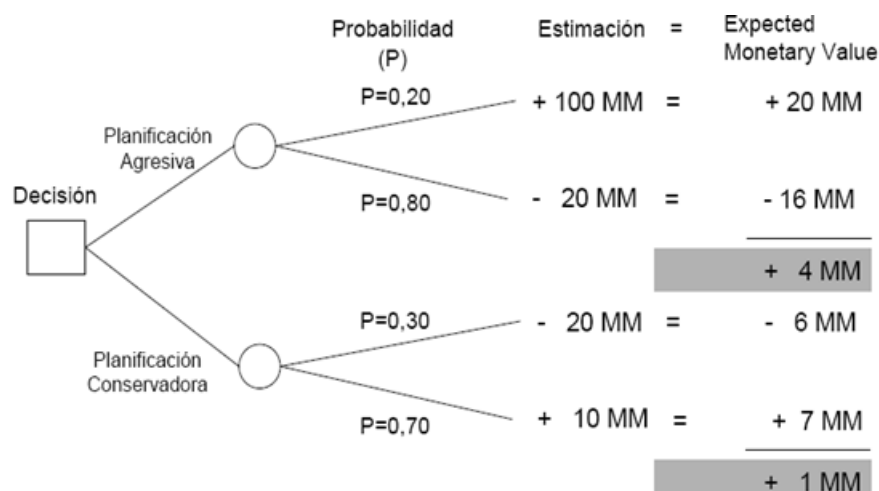 Probabilidad (P) Estimación = Expected Monetary Value
P=0,20 + 100 MM = + 20 MM
Planificación
Agresiva
Decisión
P=0,80 - 20 MM = - 16 MM
+ 4 MM
P=0,30 - 20 MM = - 6 MM
Planificación
Conservadora
P=0,70 + 10 MM = + 7 MM
+ 1 MM